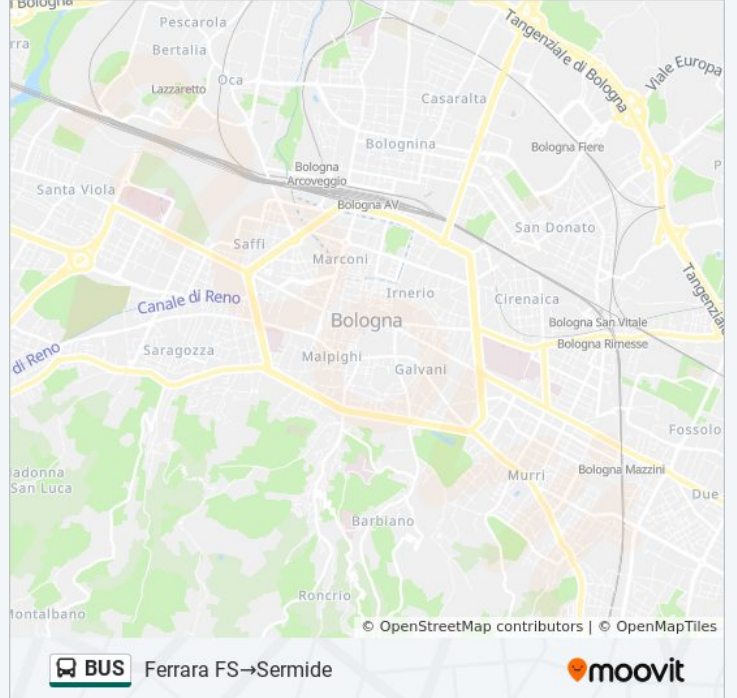 l Bologna
Pescarola
Tangenziale di Bologna
Bertalia
Viale Europa
Oca
Lazzaretto
Casaralta
Bolognina
Bologna Fiere
Bologna
Arcoveggio
Santa Viola
Bologna AV
San Donato
Saffi
Marconi
Tangenziale
Irnerio
Cirenaica
Canale di Reno
Bologna
Bologna San Vitale
Bologna Rimesse
di Reno
Saragozza
Malpighi
Galvani
Fossolo
Murri
Bologna Mazzini
adonna
San Luca
Due
Barbiano
Roncrio
Montalbano
© OpenStreetMap contributors | © OpenMapTiles
BUS Ferrara FS→Sermide moovit